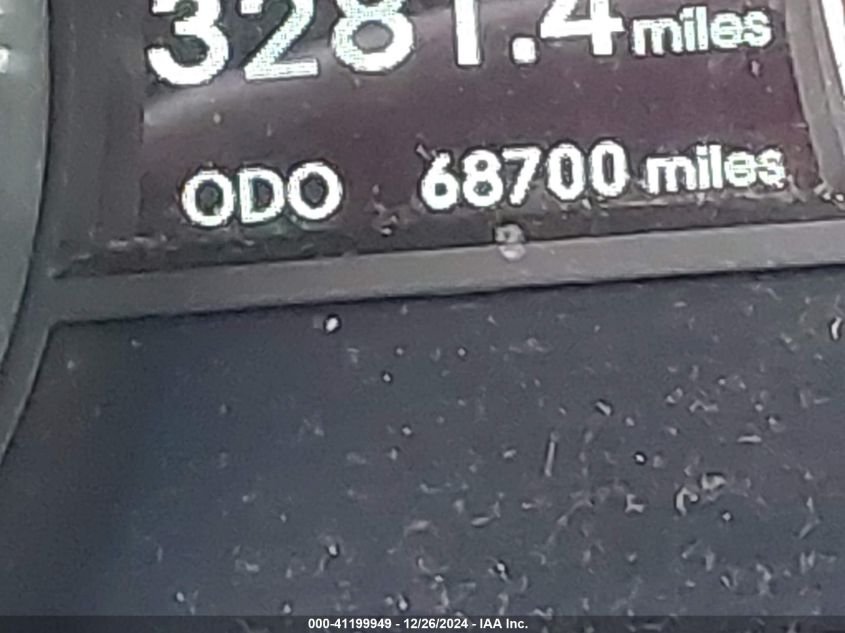 3281.4 miles
ODO 68700 miles
000-41199949 - 12/26/2024 - IAA Inc.